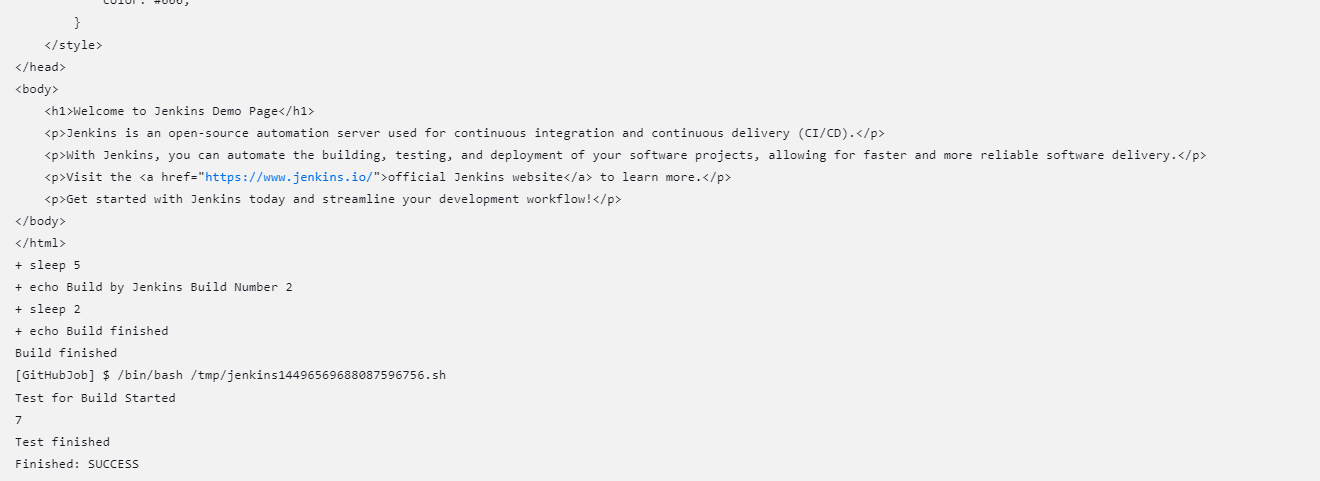 color: #666;
}
</style>
</head>
<body>
<h1>Welcome to Jenkins Demo Page</h1>
<p>Jenkins is an open-source automation server used for continuous integration and continuous delivery (CI/CD).</p>
<p>With Jenkins, you can automate the building, testing, and deployment of your software projects, allowing for faster and more reliable software delivery.</p>
<p>Visit the <a href="https://www.jenkins.io/">official Jenkins website</a> to learn more.</p>
<p>Get started with Jenkins today and streamline your development workflow!</p>
</body>
</html>
+ sleep 5
+ echo Build by Jenkins Build Number 2
+ sleep 2
+ echo Build finished
Build finished
[GitHubJob] $ /bin/bash /tmp/jenkins14496569688087596756.sh
Test for Build Started
7
Test finished
Finished: SUCCESS